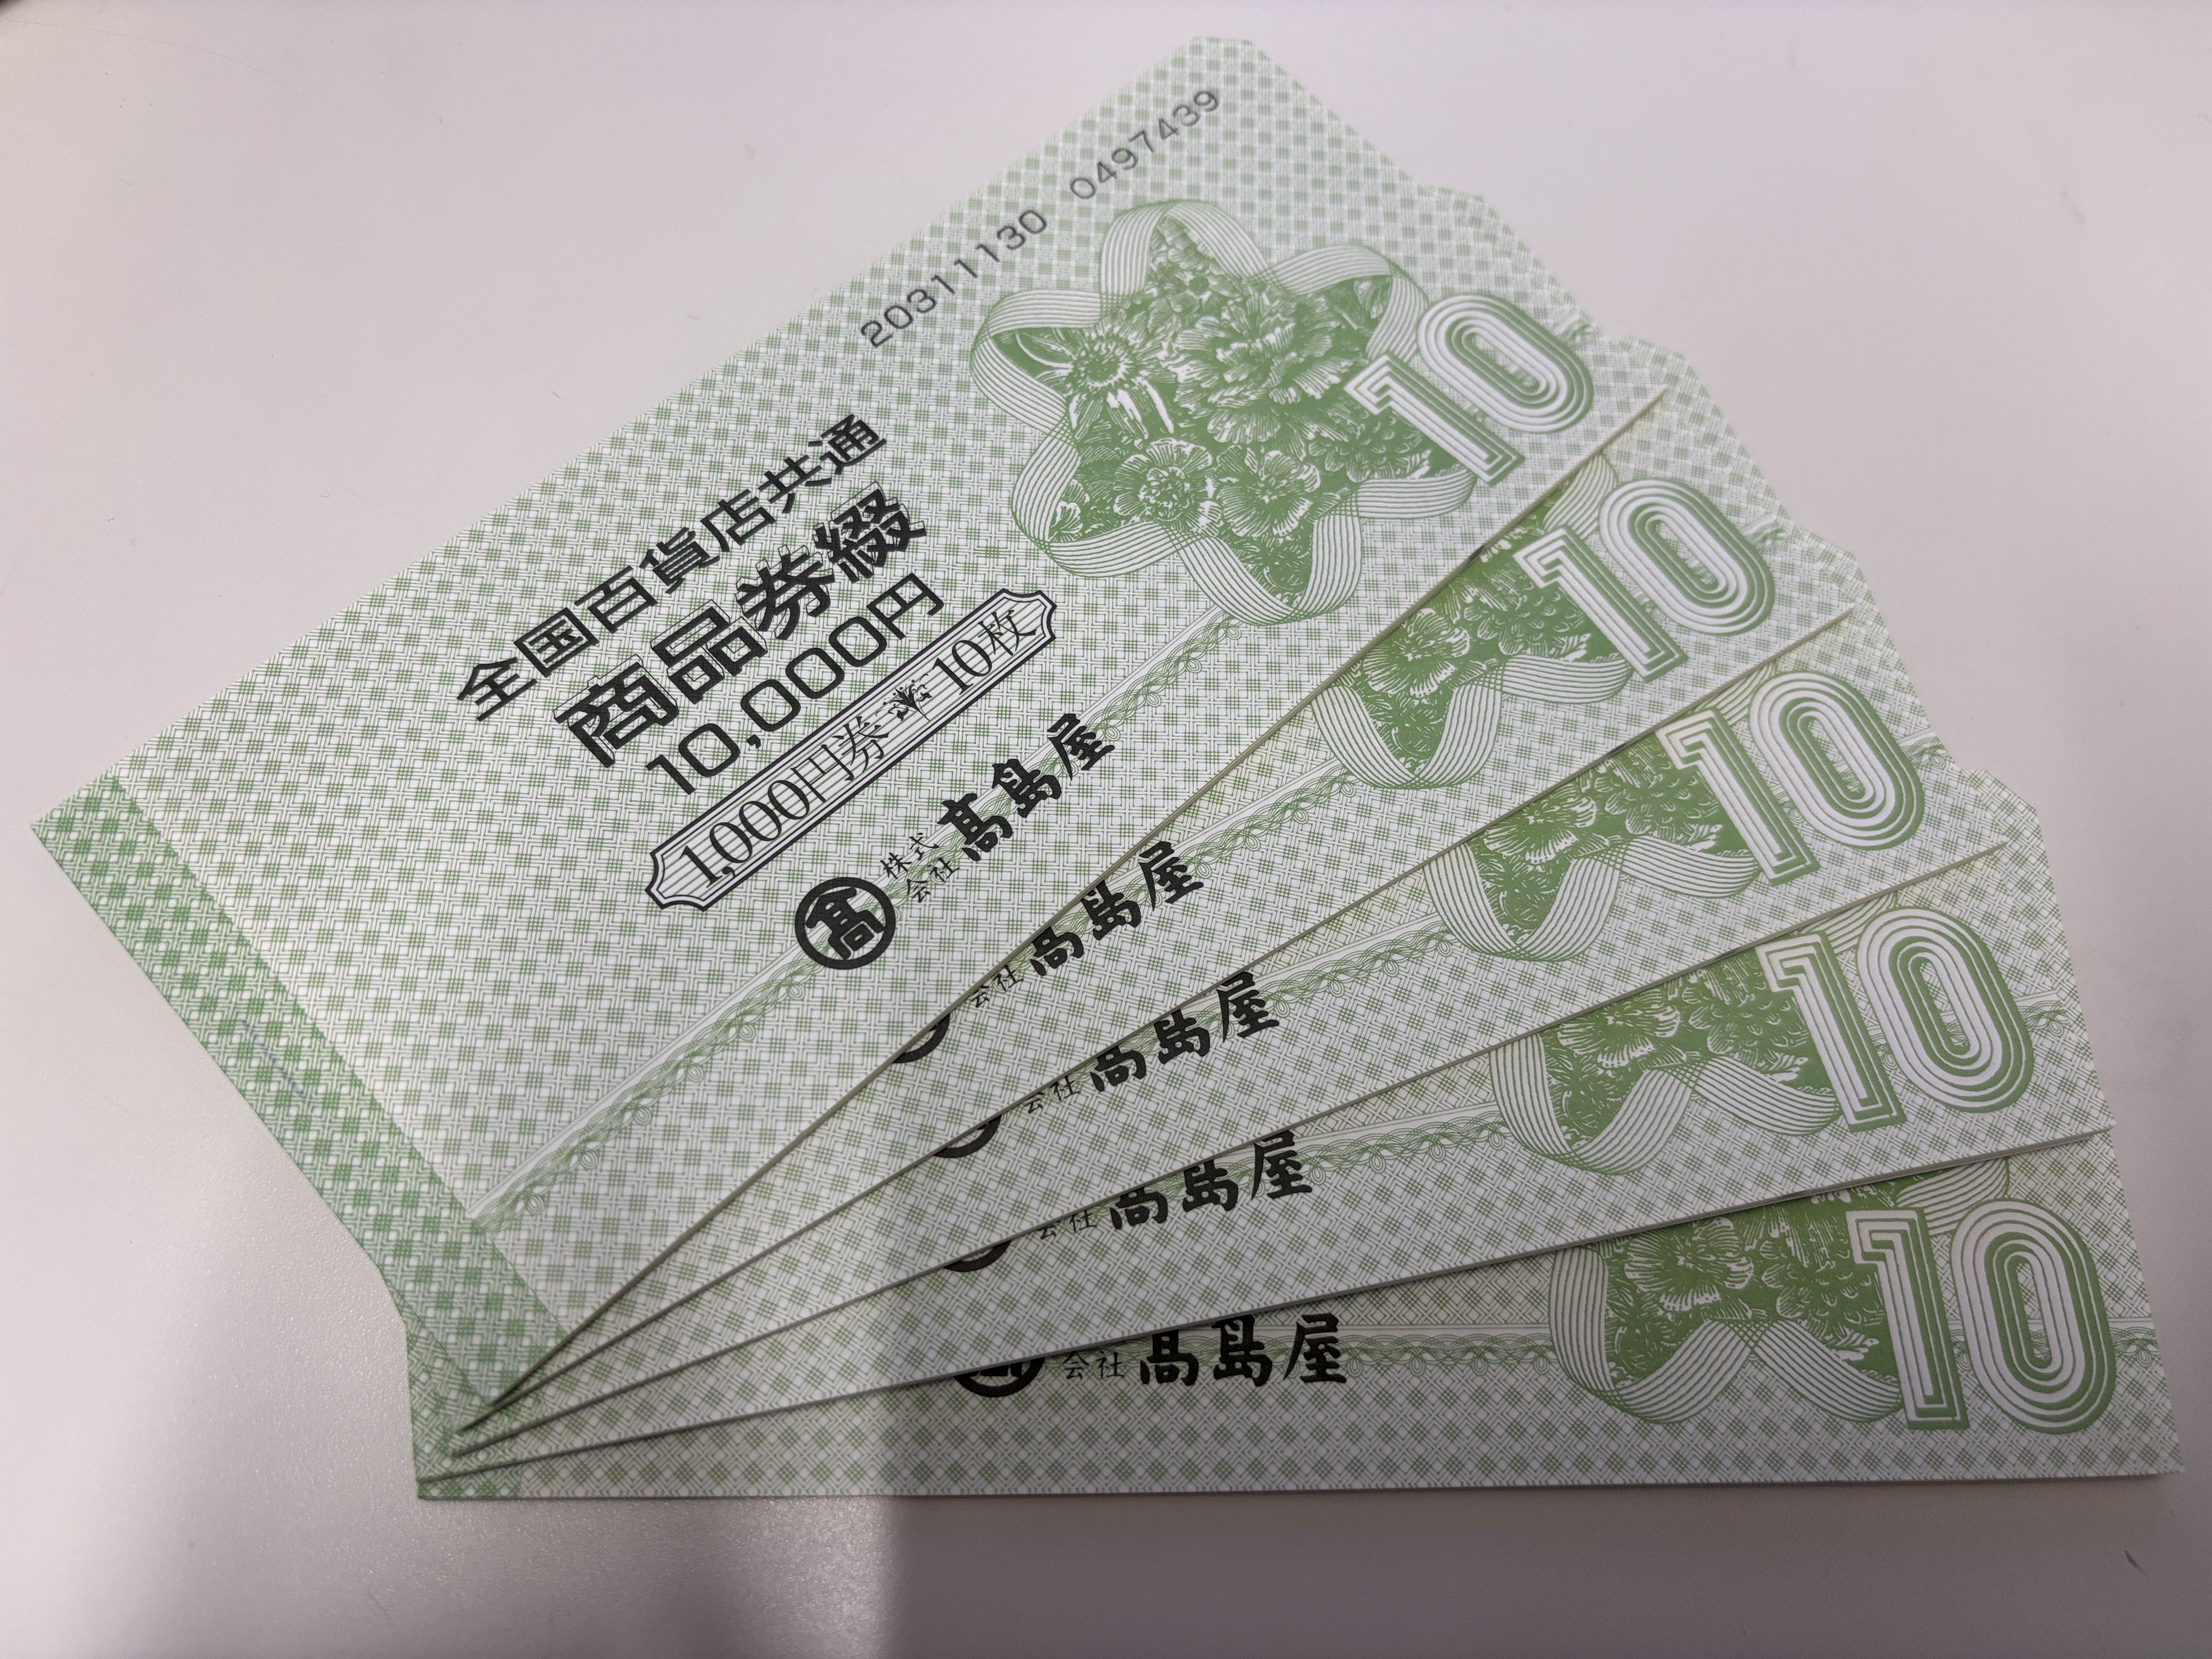 20311130 0497439
全国百貨店共通
商品券綴
10,000円
1,000円券 10枚
髙 株式会社 髙島屋
10
会社 髙島屋
10
会社 髙島屋
10
会社 髙島屋
10
会社 髙島屋
10